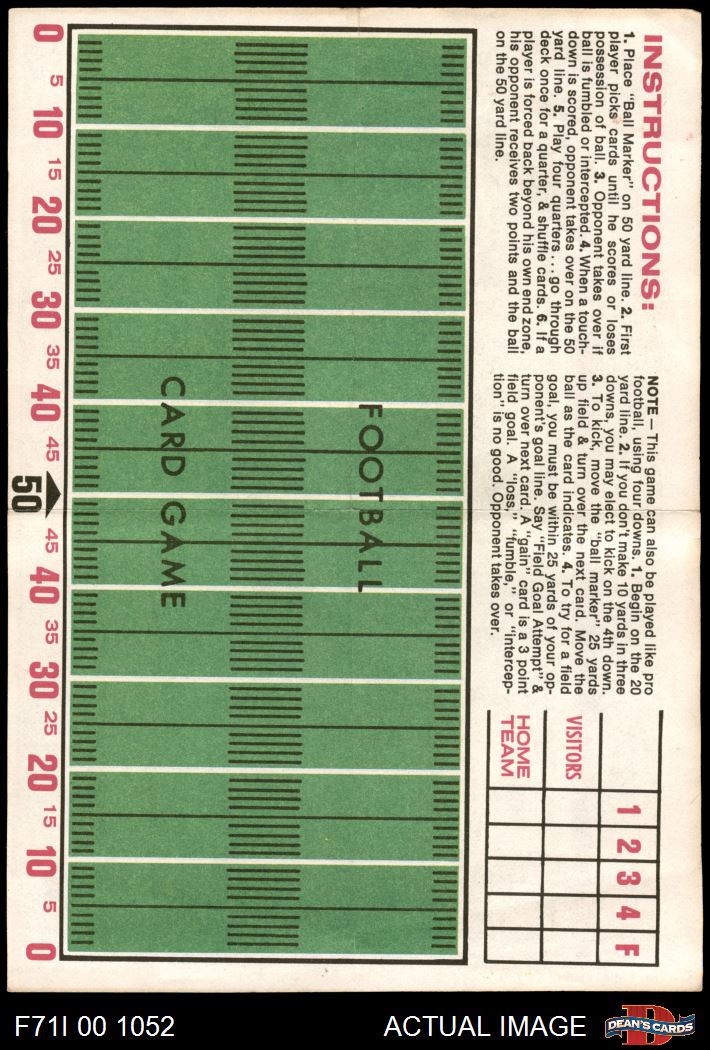 INSTRUCTIONS:
1. Place "Ball Marker" on 50 yard line. 2. First
player picks cards until he scores or loses
possession of ball. 3. Opponent takes over if
ball is fumbled or intercepted. 4. When a touch-
down is scored, opponent takes over on the 50
yard line. 5. Play four quarters... go through
deck once for a quarter, & shuffle cards. 6. If a
player is forced back beyond his own end zone,
his opponent receives two points and the ball
on the 50 yard line.
NOTE — This game can also be played like pro
football, using four downs. 1. Begin on the 20
yard line. 2. If you don't make 10 yards in three
downs, you may elect to kick on the 4th down.
3. To kick, move the "ball marker" 25 yards
up field & turn over the next card. Move the
ball as the card indicates. 4. To try for a field
goal, you must be within 25 yards of your op-
ponent's goal line. Say "Field Goal Attempt" &
turn over next card. A "gain" card is a 3 point
field goal. A "loss," "fumble," or "intercep-
tion" is no good. Opponent takes over.
1 2 3 4 F
VISITORS
HOME
TEAM
FOOTBALL
CARD GAME
0 5 10 15 20 25 30 35 40 45 50 45 40 35 30 25 20 15 10 5 0
F71I 00 1052
ACTUAL IMAGE
D
DEAN'S CARDS